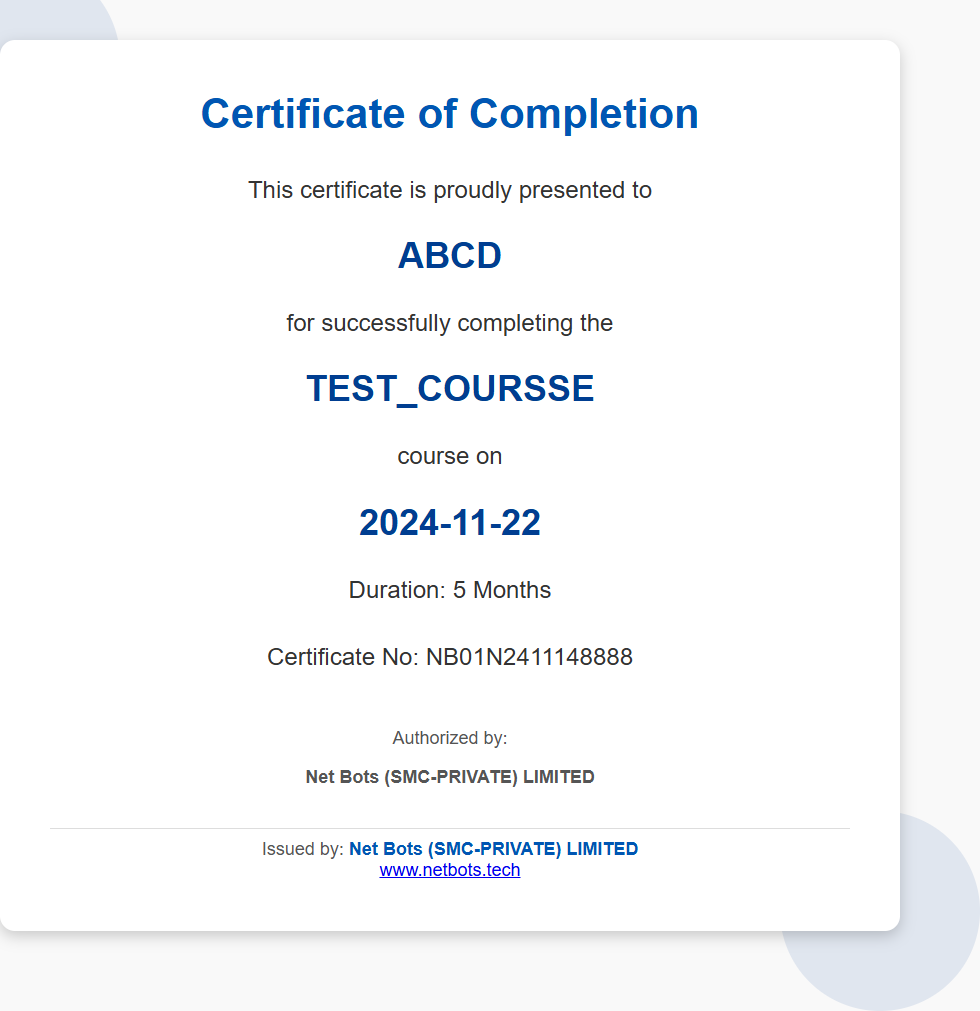 Certificate of Completion
This certificate is proudly presented to
ABCD
for successfully completing the
TEST_COURSSE
course on
2024-11-22
Duration: 5 Months
Certificate No: NB01N2411148888
Authorized by:
Net Bots (SMC-PRIVATE) LIMITED
Issued by: Net Bots (SMC-PRIVATE) LIMITED
www.netbots.tech